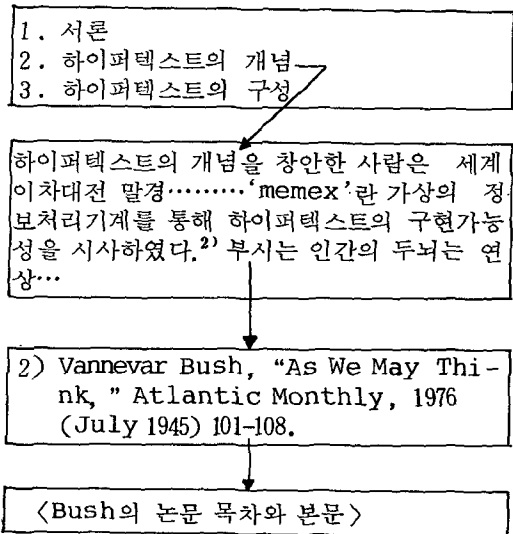 1. 서론
2. 하이퍼텍스트의 개념
3. 하이퍼텍스트의 구성
하이퍼텍스트의 개념을 창안한 사람은 세계
이차대전 말경………‘memex’란 가상의 정
보처리기계를 통해 하이퍼텍스트의 구현가능
성을 시사하였다.²⁾ 부시는 인간의 두뇌는 연
상…
2) Vannevar Bush, “As We May Thi-
nk, ” Atlantic Monthly, 1976
(July 1945) 101-108.
〈Bush의 논문 목차와 본문〉